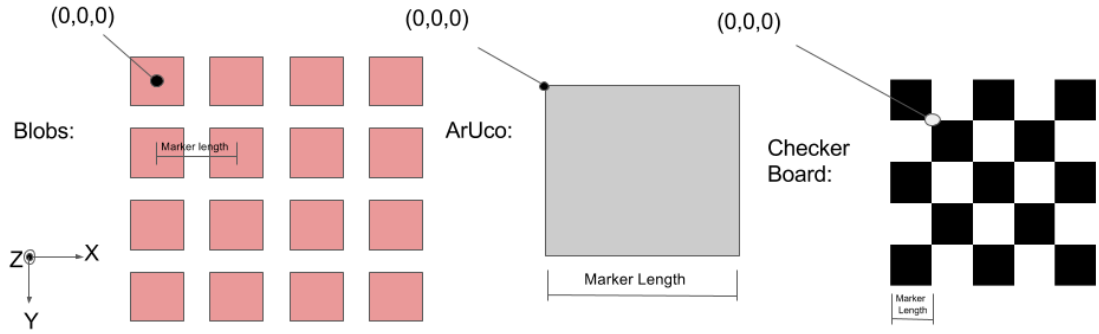 (0,0,0)
(0,0,0)
(0,0,0)
Blobs:
Marker length
ArUco:
Checker
Board:
Z
X
Y
Marker Length
Marker
Length